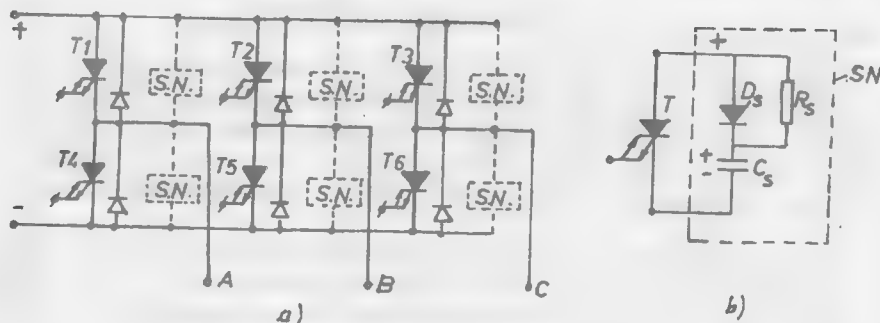 +
T1
T2
T3
S.N.
S.N.
S.N.
T4
T5
T6
S.N.
S.N.
S.N.
-
A
B
C
a)
+
SN
T
Ds
Rs
+
-
Cs
b)